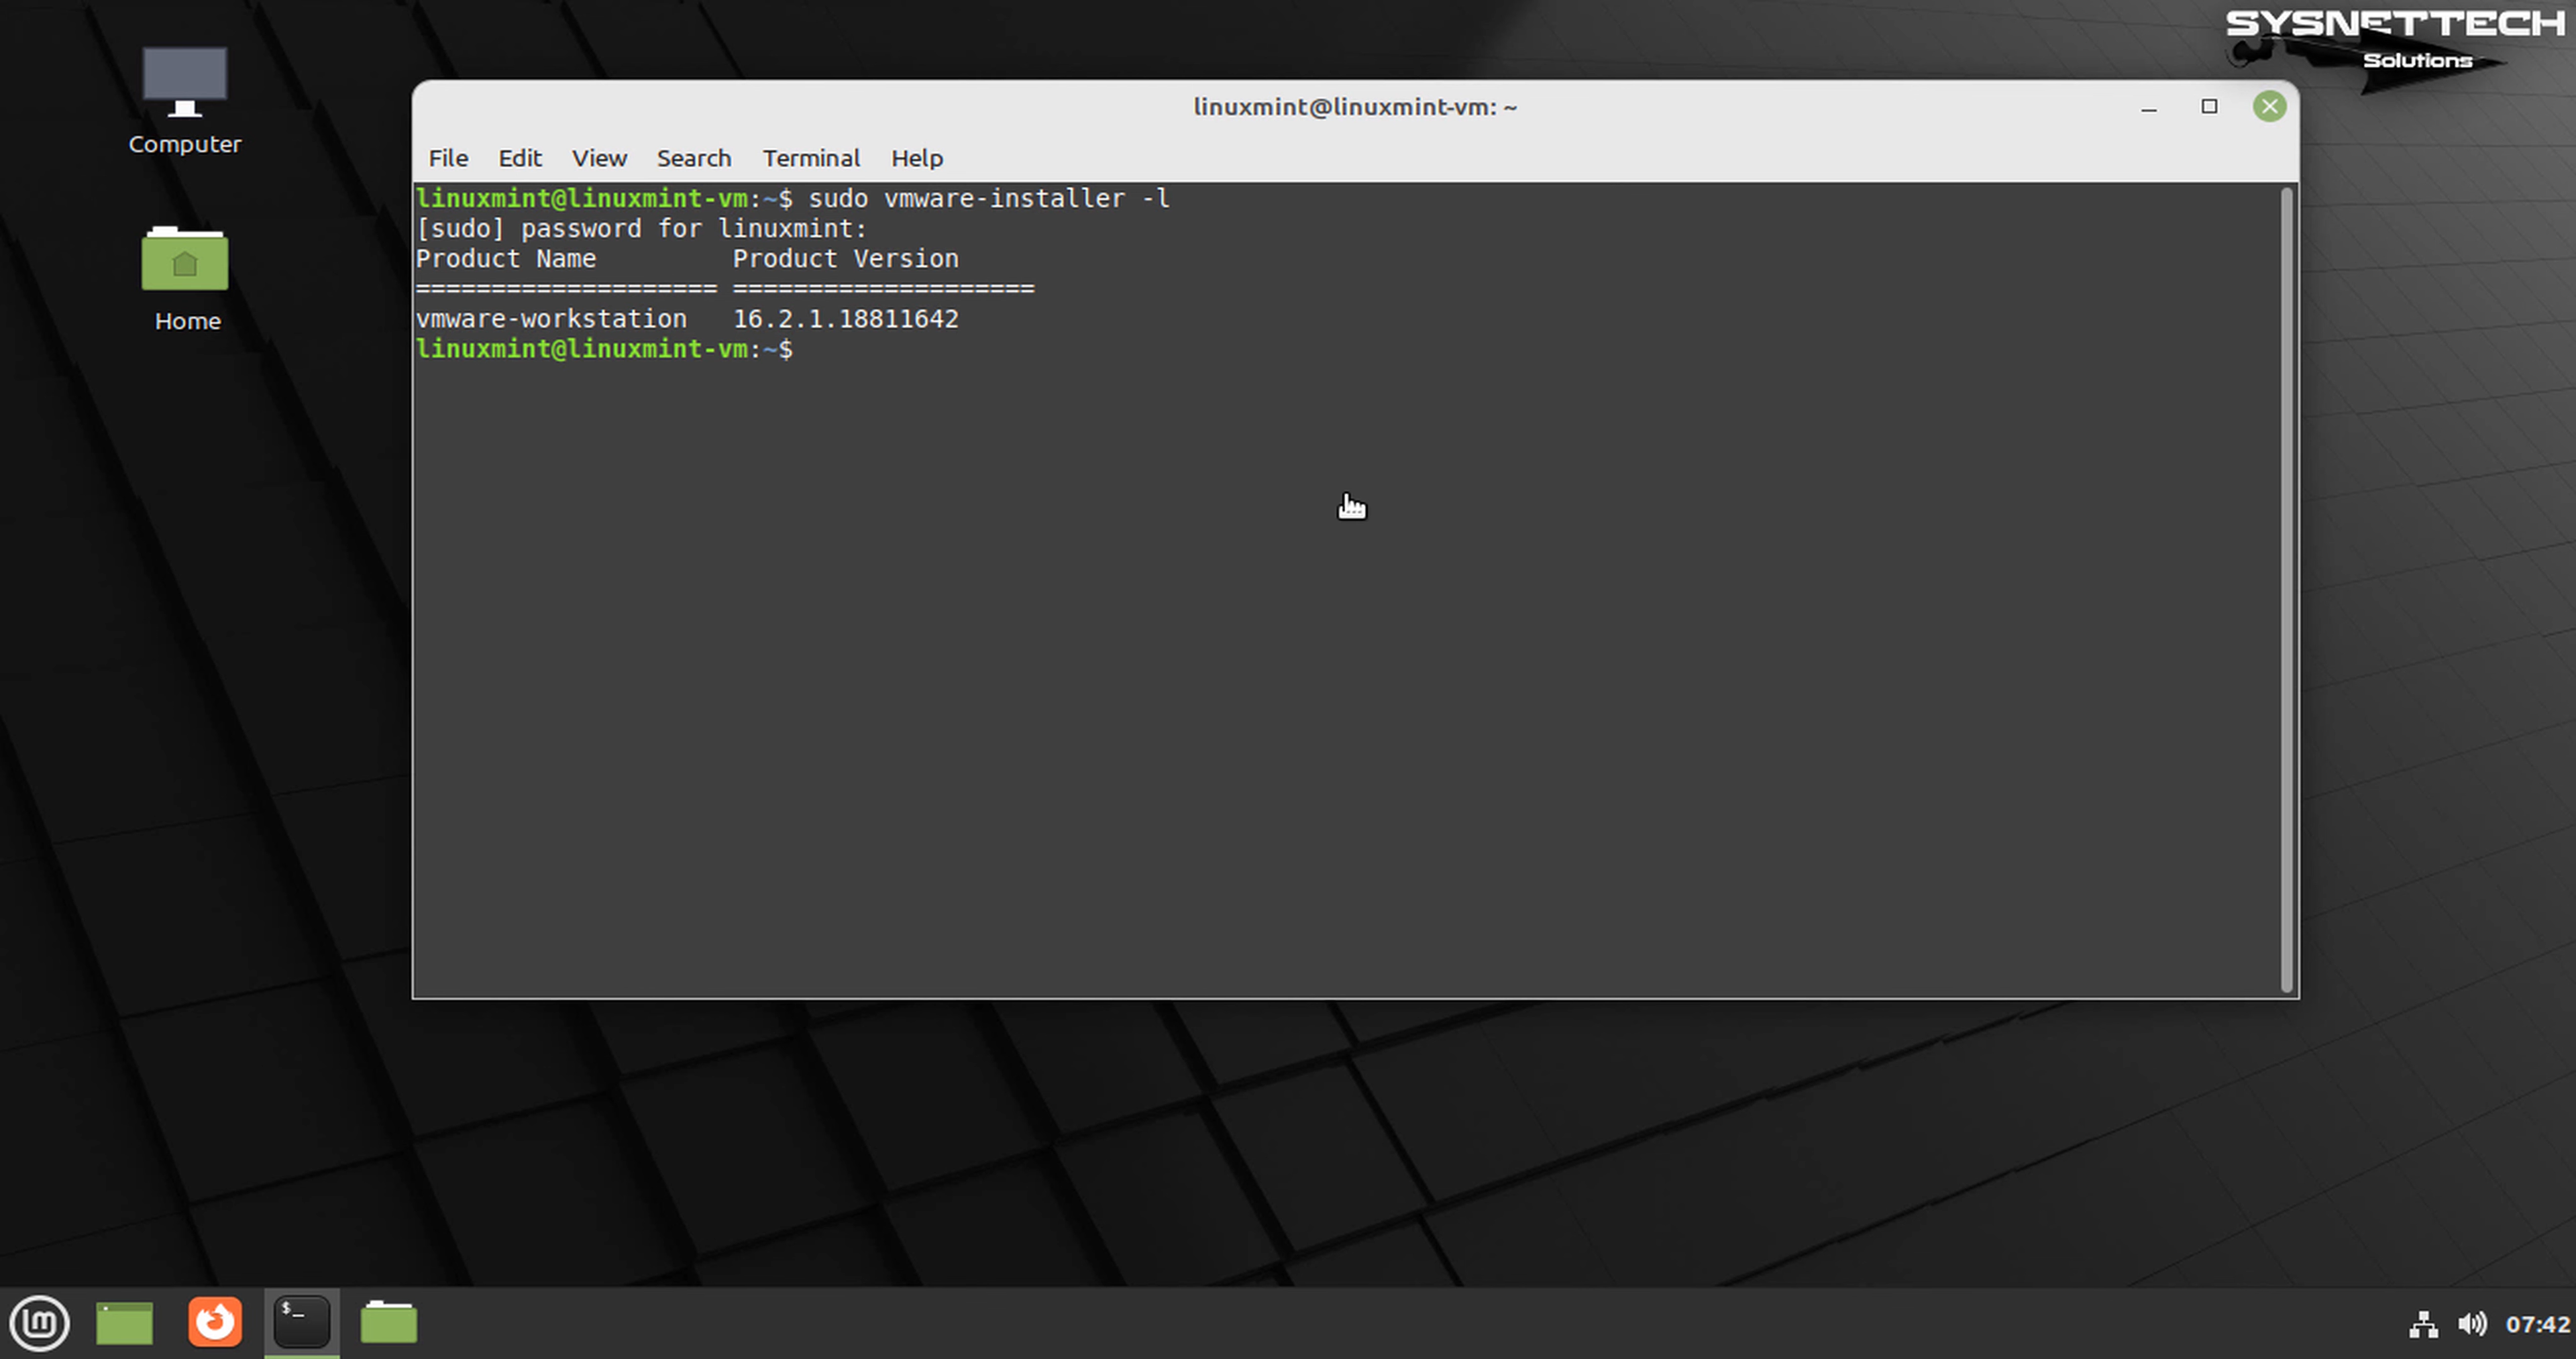 SYSNETTECH
Solutions
Computer
Home
linuxmint@linuxmint-vm: ~
File Edit View Search Terminal Help
linuxmint@linuxmint-vm:~$ sudo vmware-installer -l
[sudo] password for linuxmint:
Product Name         Product Version
==================== ====================
vmware-workstation   16.2.1.18811642
linuxmint@linuxmint-vm:~$
$_
07:42